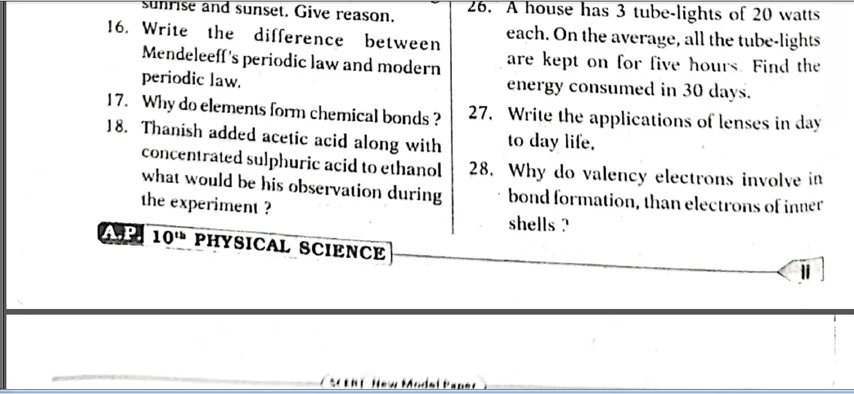 sunrise and sunset. Give reason.
16. Write the difference between
Mendeleeff's periodic law and modern
periodic law.
17. Why do elements form chemical bonds ?
18. Thanish added acetic acid along with
concentrated sulphuric acid to ethanol
what would be his observation during
the experiment ?
26. A house has 3 tube-lights of 20 watts
each. On the average, all the tube-lights
are kept on for five hours. Find the
energy consumed in 30 days.
27. Write the applications of lenses in day
to day life.
28. Why do valency electrons involve in
bond formation, than electrons of inner
shells ?
A.P. 10th PHYSICAL SCIENCE
11
New Model Paper